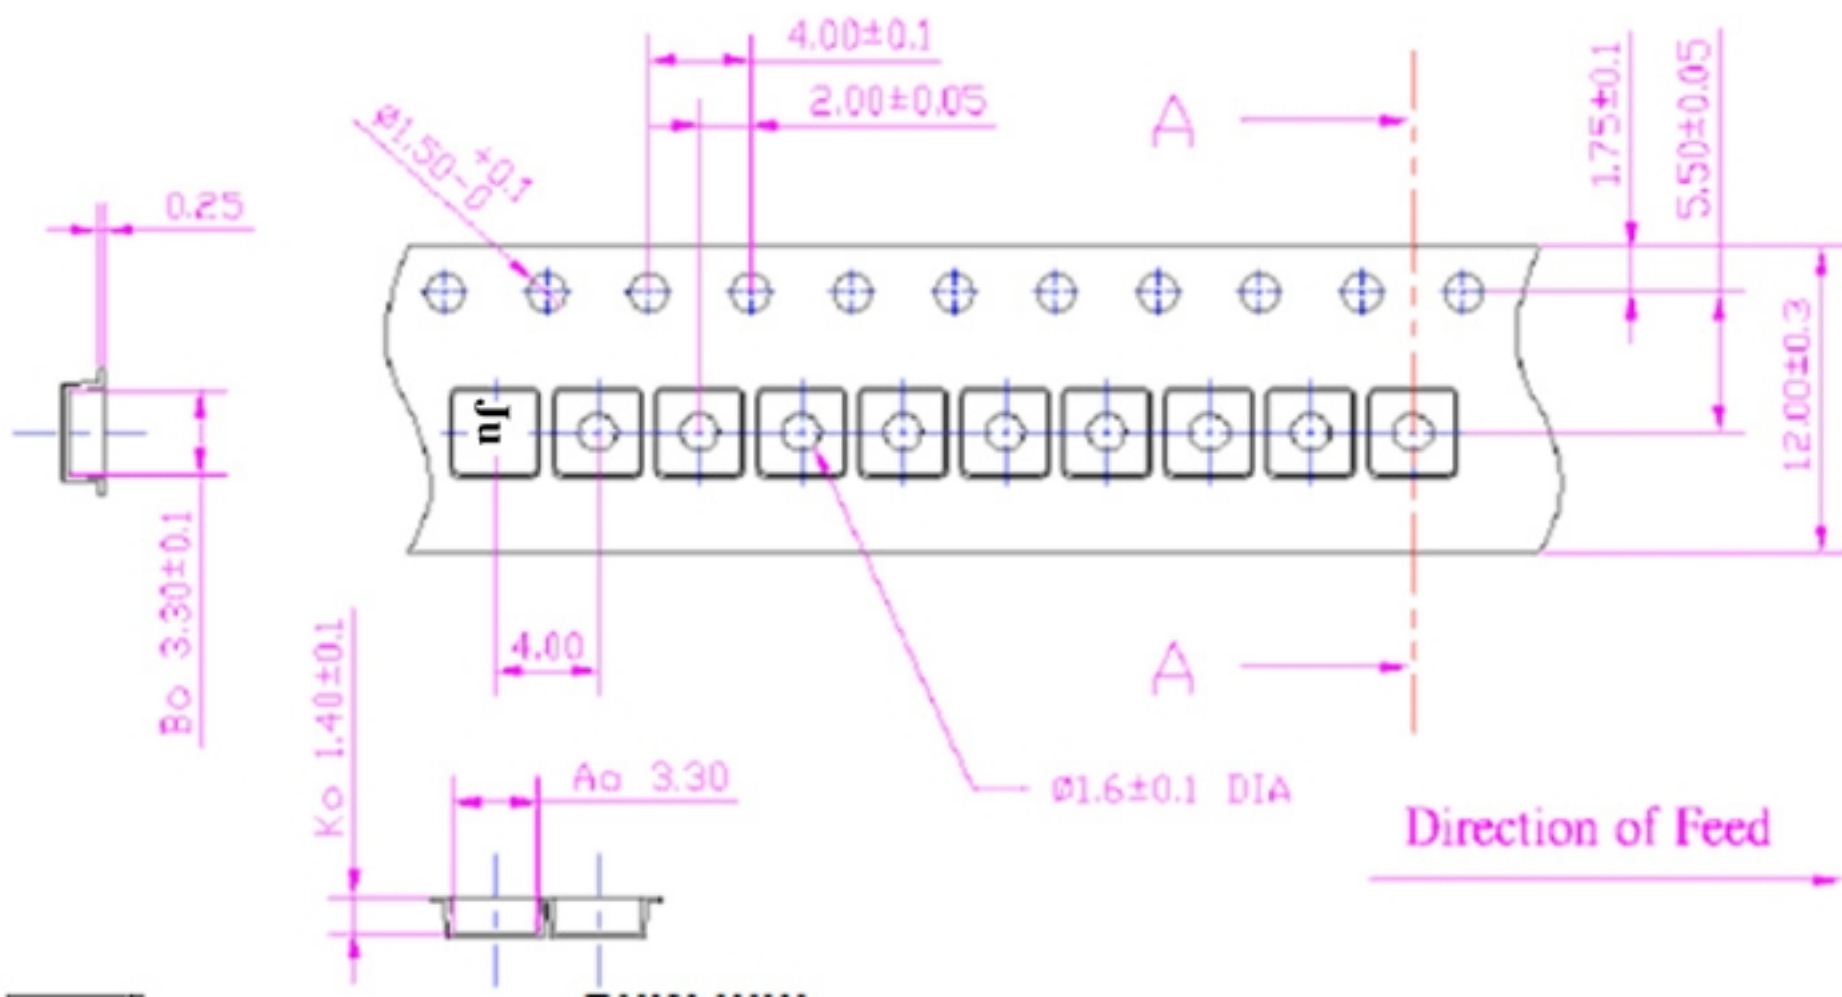 4.00±0.1
2.00±0.05
Ø1.50 +0.1 -0
A
1.75±0.1
5.50±0.05
0.25
12.00±0.3
Ju
Bo 3.30±0.1
4.00
Ko 1.40±0.1
A
Ao 3.30
Ø1.6±0.1 DIA
Direction of Feed